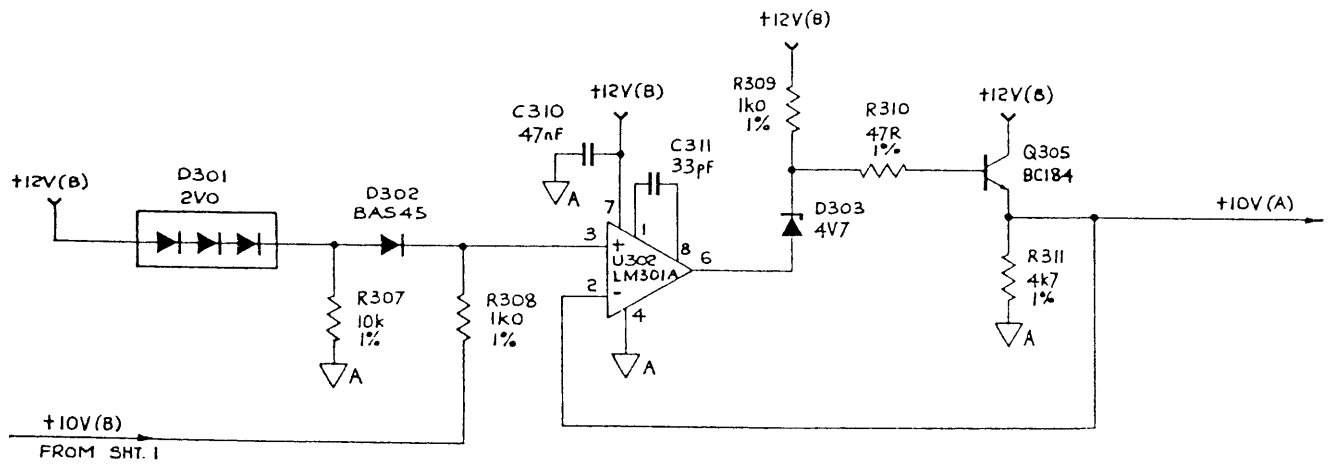 +12V(B)
D301
2V0
D302
BAS45
R307
10k
1%
A
R308
1k0
1%
+10V(B)
FROM SHT. 1
C310
47nF
A
+12V(B)
C311
33pF
7
1
8
3
+
U302
LM301A
6
2
-
4
A
+12V(B)
R309
1k0
1%
R310
47R
1%
D303
4V7
+12V(B)
Q305
BC184
+10V(A)
R311
4k7
1%
A